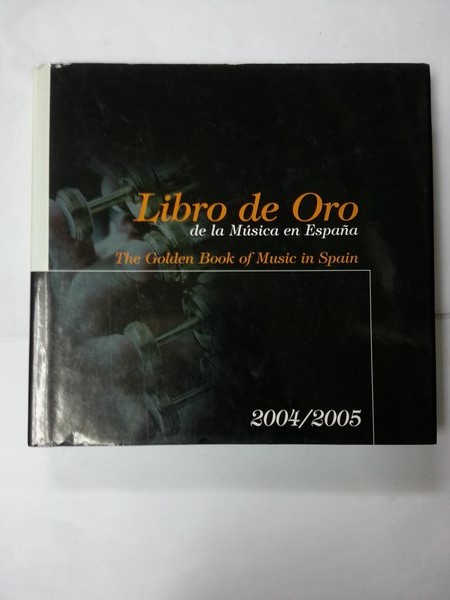 Libro de Oro
de la Música en España
The Golden Book of Music in Spain
2004/2005